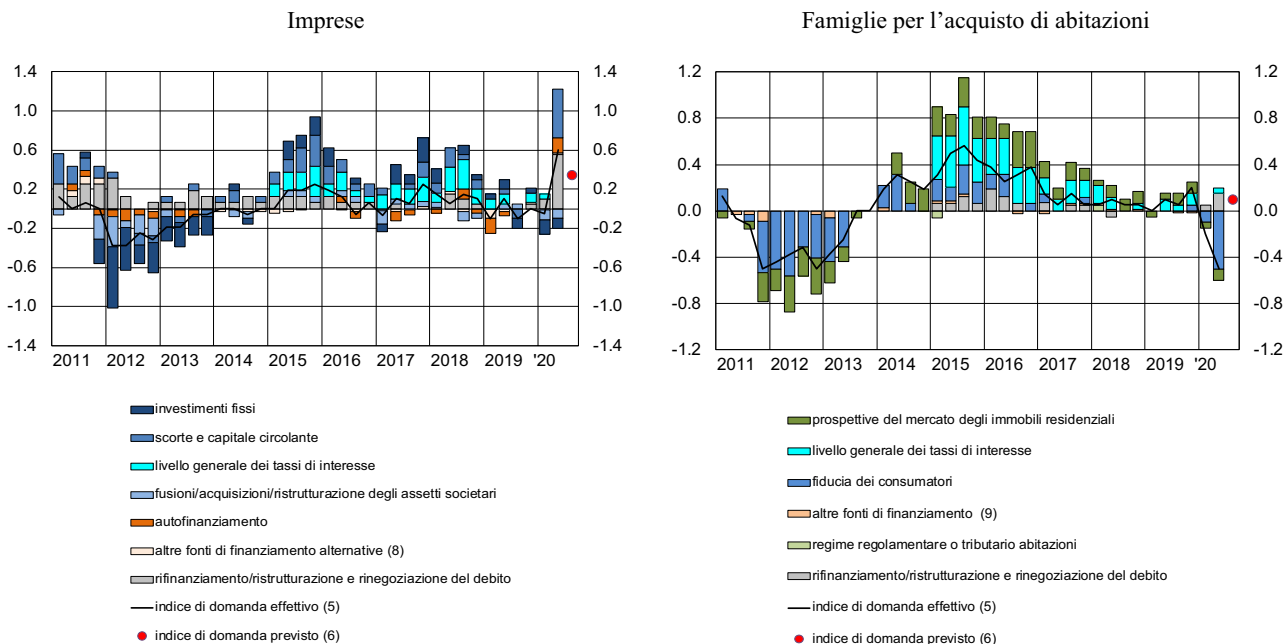 Imprese
1.4 1.4
1.0 1.0
0.6 0.6
0.2 0.2
-0.2 -0.2
-0.6 -0.6
-1.0 -1.0
-1.4 -1.4
2011 2012 2013 2014 2015 2016 2017 2018 2019 '20
investimenti fissi
scorte e capitale circolante
livello generale dei tassi di interesse
fusioni/acquisizioni/ristrutturazione degli assetti societari
autofinanziamento
altre fonti di finanziamento alternative (8)
rifinanziamento/ristrutturazione e rinegoziazione del debito
indice di domanda effettivo (5)
indice di domanda previsto (6)
Famiglie per l'acquisto di abitazioni
1.2 1.2
0.8 0.8
0.4 0.4
0.0 0.0
-0.4 -0.4
-0.8 -0.8
-1.2 -1.2
2011 2012 2013 2014 2015 2016 2017 2018 2019 '20
prospettive del mercato degli immobili residenziali
livello generale dei tassi di interesse
fiducia dei consumatori
altre fonti di finanziamento (9)
regime regolamentare o tributario abitazioni
rifinanziamento/ristrutturazione e rinegoziazione del debito
indice di domanda effettivo (5)
indice di domanda previsto (6)